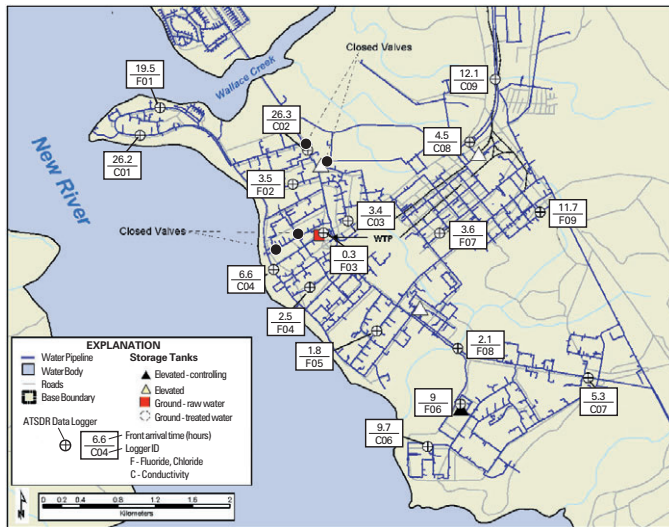 Closed Valves
12.1
C09
19.5
F01
Wallace Creek
26.3
C02
4.5
C08
26.2
C01
New River
3.5
F02
3.4
C03
11.7
F09
3.6
F07
Closed Valves
WTP
0.3
F03
6.6
C04
2.5
F04
1.8
F05
2.1
F08
5.3
C07
9
F06
9.7
C06
EXPLANATION
Water Pipeline
Water Body
Roads
Base Boundary
Storage Tanks
Elevated - controlling
Elevated
Ground - raw water
Ground - treated water
ATSDR Data Logger
6.6
C04
Front arrival time (hours)
Logger ID
F - Fluoride, Chloride
C - Conductivity
N
0 0.2 0.4 0.8 1.2 1.6 2
Kilometers